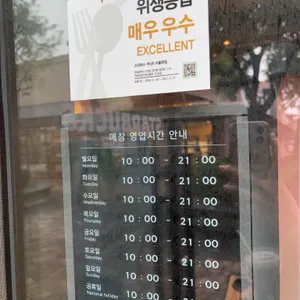 위생등급
매우 우수
EXCELLENT
매장 영업시간 안내
월요일 10 : 00 - 21 : 00
Monday
화요일 10 : 00 - 21 : 00
Tuesday
수요일 10 : 00 - 21 : 00
Wednesday
목요일 10 : 00 - 21 : 00
Thursday
금요일 10 : 00 - 21 : 00
Friday
토요일 10 : 00 - 21 : 00
Saturday
일요일 10 : 00 - 21 : 00
Sunday
공휴일 10 : 00 - 21 : 00
National holiday